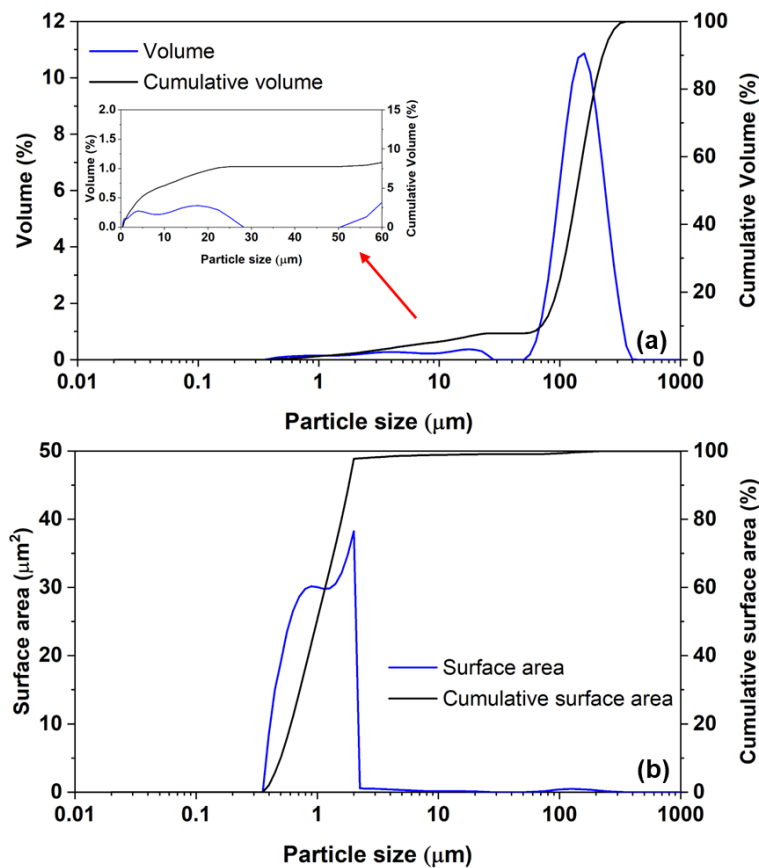 12
10
8
6
4
2
0
Volume (%)
Volume
Cumulative volume
100
80
60
40
20
0
Cumulative Volume (%)
2.0
1.5
1.0
0.5
0.0
Volume (%)
15
10
5
0
Cumulative Volume (%)
0 10 20 30 40 50 60
Particle size (μm)
(a)
0.01 0.1 1 10 100 1000
Particle size (μm)
50
40
30
20
10
0
Surface area (μm²)
100
80
60
40
20
0
Cumulative surface area (%)
Surface area
Cumulative surface area
(b)
0.01 0.1 1 10 100 1000
Particle size (μm)